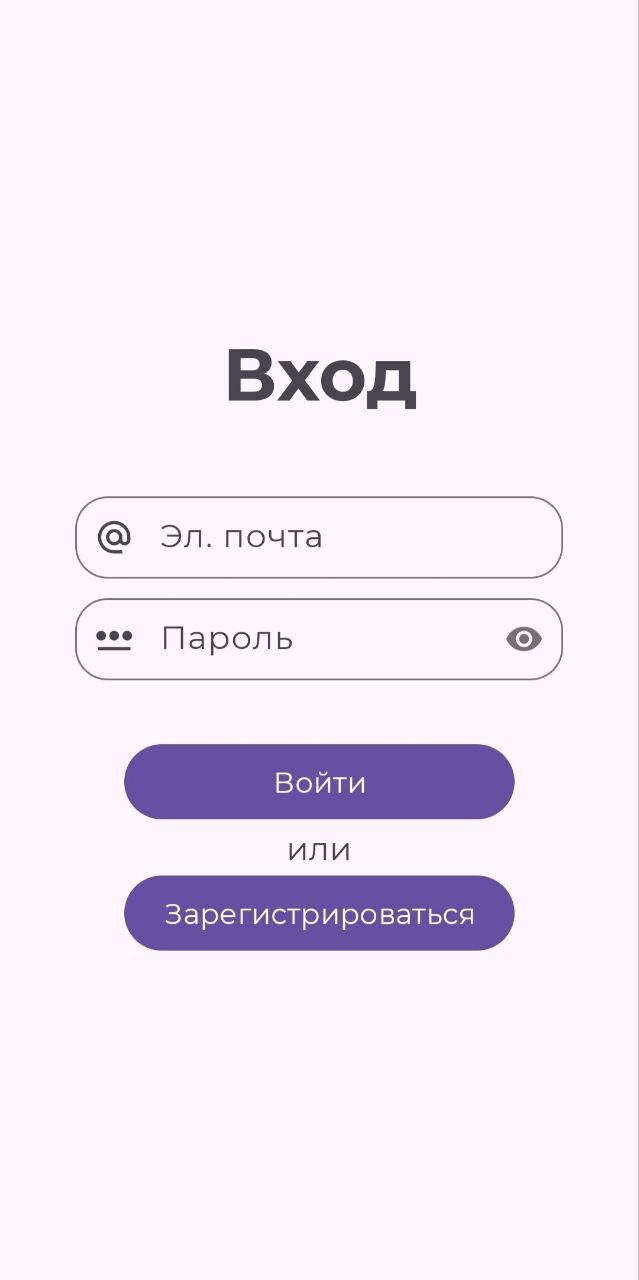 Вход
Эл. почта
Пароль
Войти
или
Зарегистрироваться